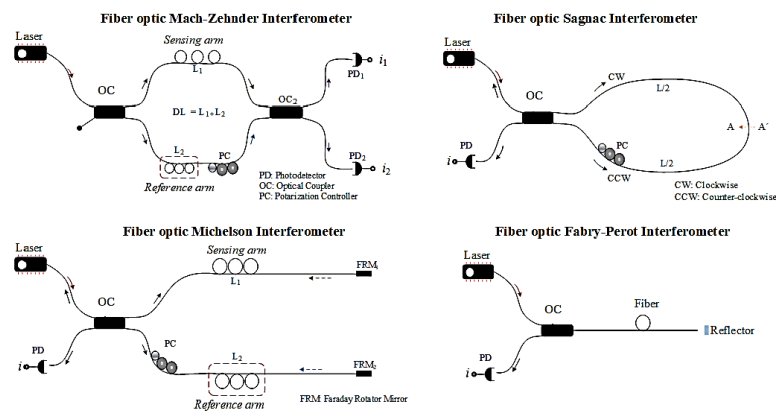 Fiber optic Mach-Zehnder Interferometer
Laser
Sensing arm
L1
i1
PD1
OC
DL = L1+L2
OC2
L2
PC
PD2
i2
Reference arm
PD: Photodetector
OC: Optical Coupler
PC: Potarization Controller
Fiber optic Sagnac Interferometer
Laser
CW
L/2
OC
A
A´
PD
i
PC
L/2
CCW
CW: Clockwise
CCW: Counter-clockwise
Fiber optic Michelson Interferometer
Laser
Sensing arm
FRM1
L1
OC
PD
i
PC
L2
FRM2
Reference arm
FRM: Faraday Rotator Mirror
Fiber optic Fabry-Perot Interferometer
Laser
OC
Fiber
Reflector
PD
i